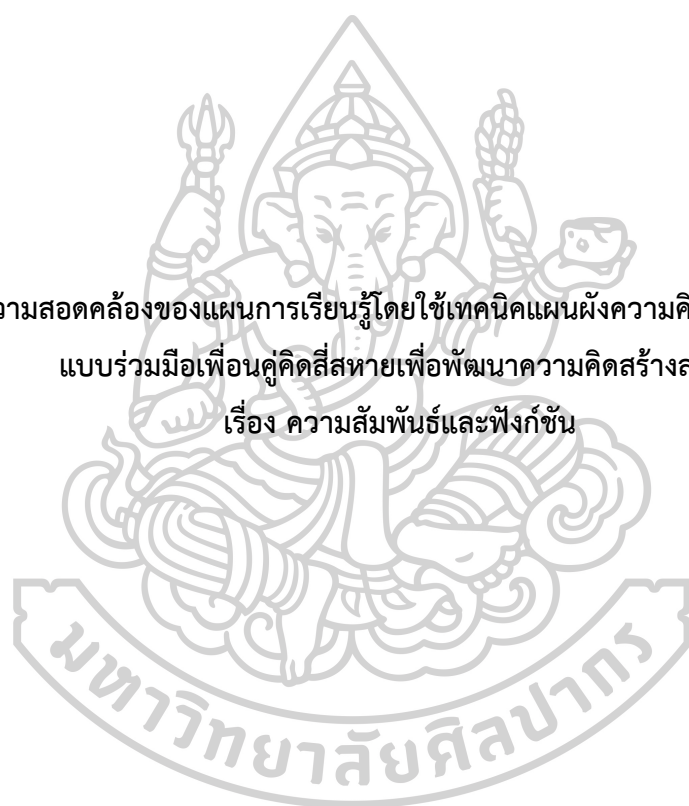 วามสอดคล้องของแผนการเรียนรู้โดยใช้เทคนิคแผนผังความคิ
แบบร่วมมือเพื่อนคู่คิดสี่สหายเพื่อพัฒนาความคิดสร้างส
เรื่อง ความสัมพันธ์และฟังก์ชัน
มหาวิทยาลัยศิลปากร